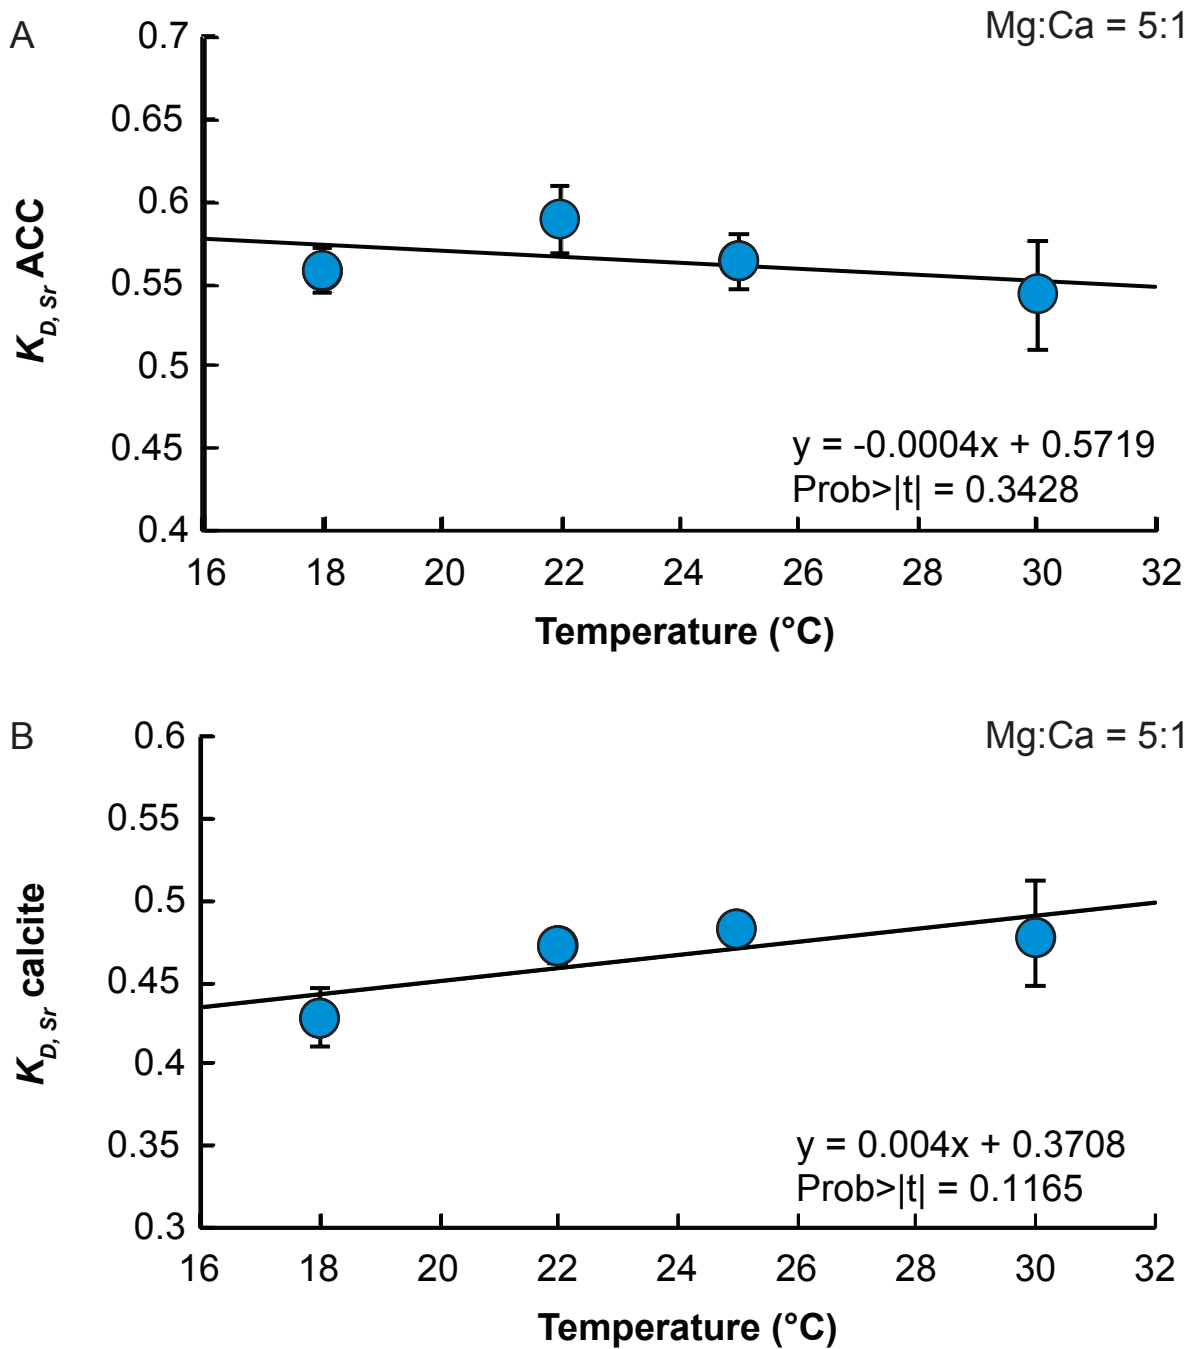 A
Mg:Ca = 5:1
0.7
0.65
0.6
0.55
0.5
0.45
0.4
K_D, Sr ACC
y = -0.0004x + 0.5719
Prob>|t| = 0.3428
16 18 20 22 24 26 28 30 32
Temperature (°C)
B
Mg:Ca = 5:1
0.6
0.55
0.5
0.45
0.4
0.35
0.3
K_D, Sr calcite
y = 0.004x + 0.3708
Prob>|t| = 0.1165
16 18 20 22 24 26 28 30 32
Temperature (°C)